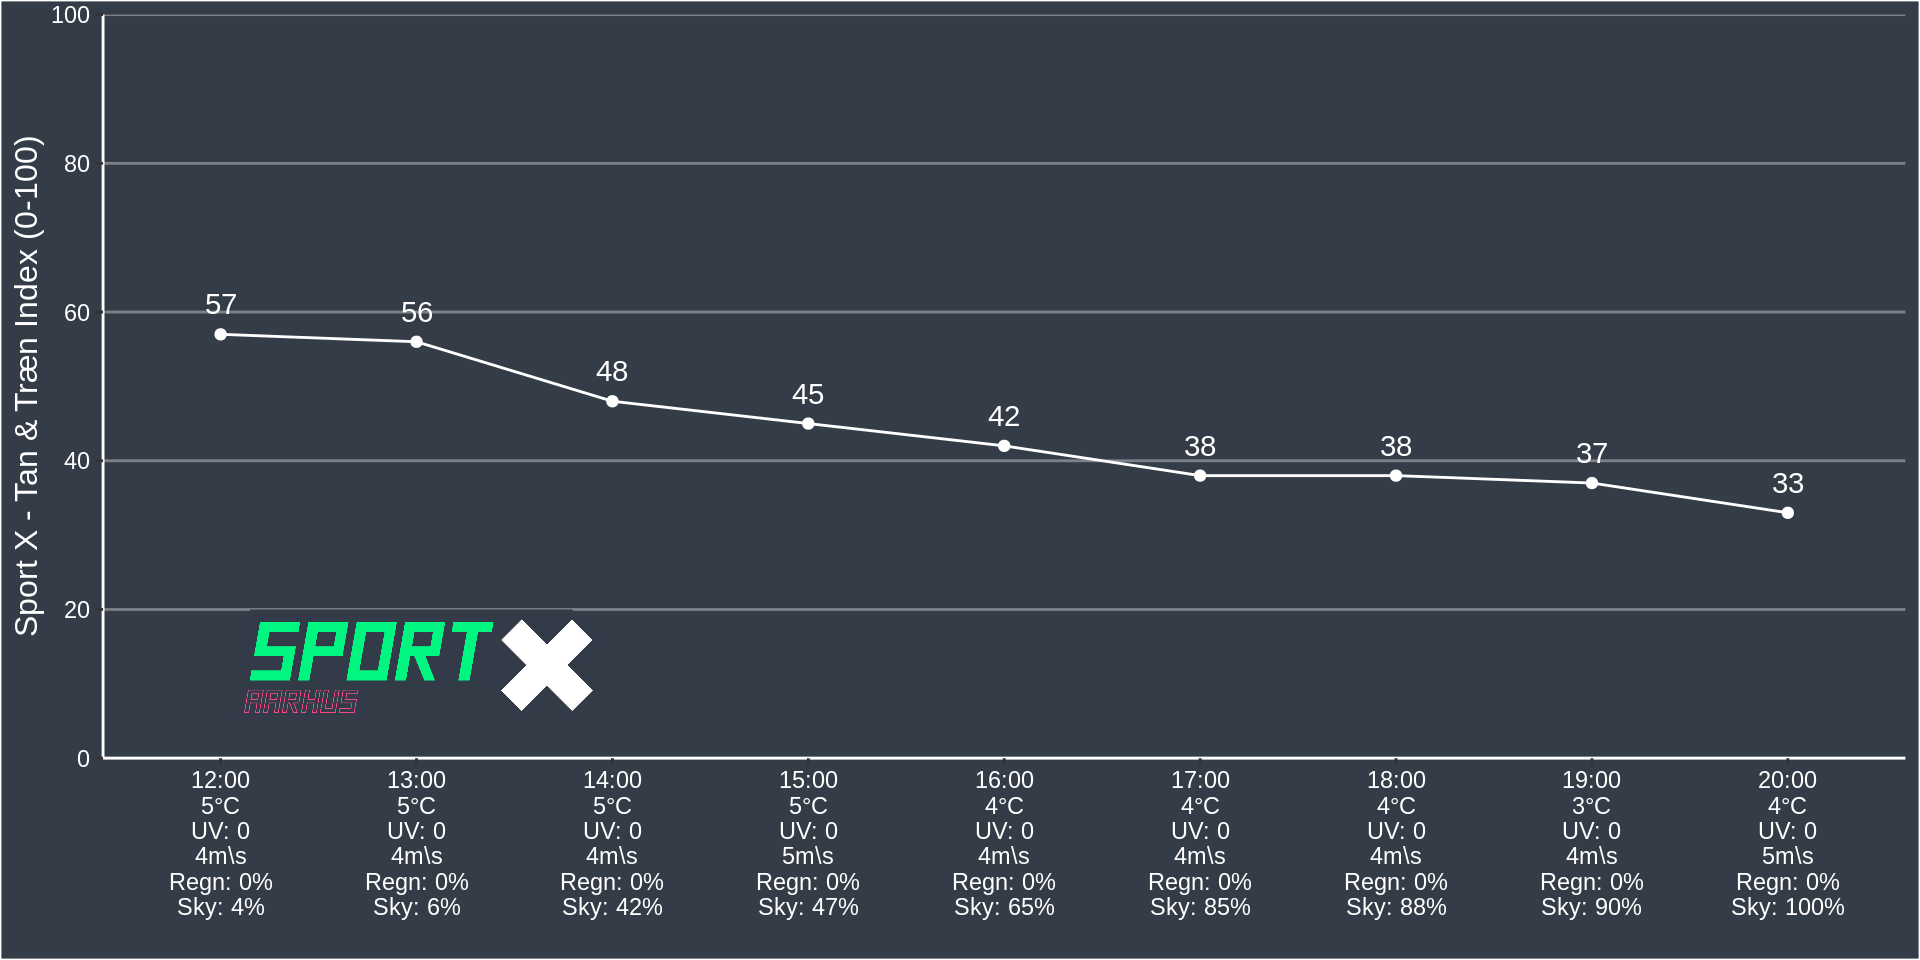 100
80
60
40
20
0
Sport X - Tan & Træn Index (0-100)
57
56
48
45
42
38
38
37
33
SPORT X
AARHUS
12:00 13:00 14:00 15:00 16:00 17:00 18:00 19:00 20:00
5°C 5°C 5°C 5°C 4°C 4°C 4°C 3°C 4°C
UV: 0 UV: 0 UV: 0 UV: 0 UV: 0 UV: 0 UV: 0 UV: 0 UV: 0
4m\s 4m\s 4m\s 5m\s 4m\s 4m\s 4m\s 4m\s 5m\s
Regn: 0% Regn: 0% Regn: 0% Regn: 0% Regn: 0% Regn: 0% Regn: 0% Regn: 0% Regn: 0%
Sky: 4% Sky: 6% Sky: 42% Sky: 47% Sky: 65% Sky: 85% Sky: 88% Sky: 90% Sky: 100%